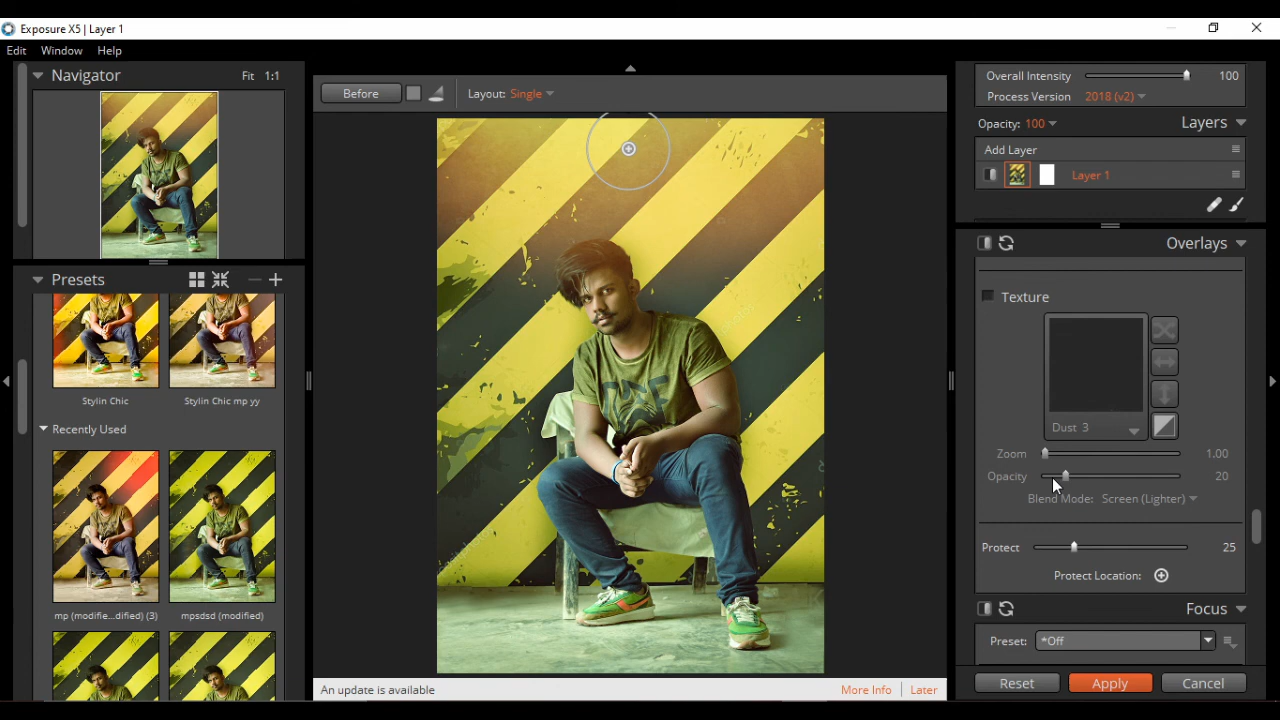 Exposure X5 | Layer 1
Edit Window Help
Navigator Fit 1:1
Presets
Stylin Chic Stylin Chic mp yy
Recently Used
mp (modifie...dified) (3) mpsdsd (modified)
Before Layout: Single
An update is available More Info Later
Overall Intensity 100
Process Version 2018 (v2)
Opacity: 100 Layers
Add Layer
Layer 1
Overlays
Texture
Dust 3
Zoom 1.00
Opacity 20
Blend Mode: Screen (Lighter)
Protect 25
Protect Location:
Focus
Preset: *Off
Reset Apply Cancel